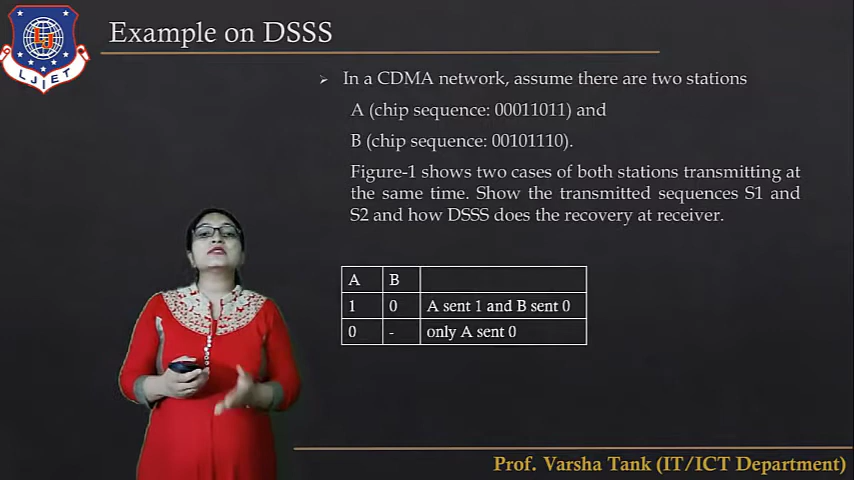 Example on DSSS
LJ
LJIET
➢ In a CDMA network, assume there are two stations
A (chip sequence: 00011011) and
B (chip sequence: 00101110).
Figure-1 shows two cases of both stations transmitting at
the same time. Show the transmitted sequences S1 and
S2 and how DSSS does the recovery at receiver.
A B
1 0 A sent 1 and B sent 0
0 - only A sent 0
Prof. Varsha Tank (IT/ICT Department)